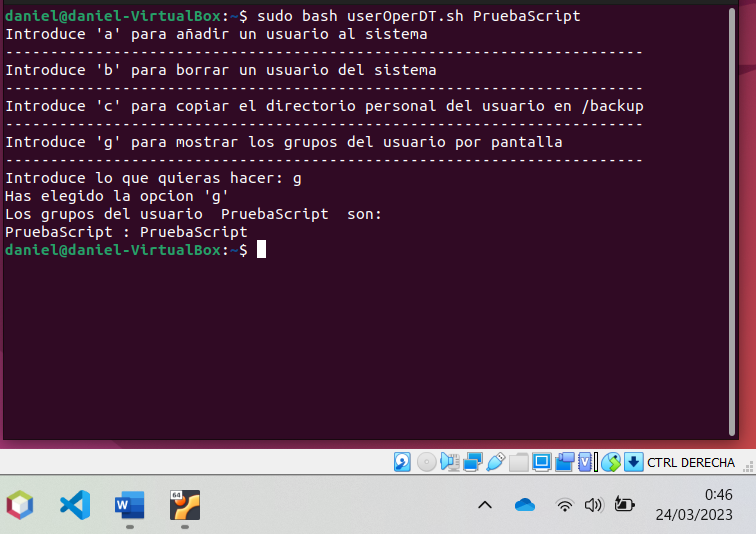 daniel@daniel-VirtualBox:~$ sudo bash userOperDT.sh PruebaScript
Introduce 'a' para añadir un usuario al sistema
-----------------------------------------------------------------------
Introduce 'b' para borrar un usuario del sistema
-----------------------------------------------------------------------
Introduce 'c' para copiar el directorio personal del usuario en /backup
-----------------------------------------------------------------------
Introduce 'g' para mostrar los grupos del usuario por pantalla
-----------------------------------------------------------------------
Introduce lo que quieras hacer: g
Has elegido la opcion 'g'
Los grupos del usuario  PruebaScript  son:
PruebaScript : PruebaScript
daniel@daniel-VirtualBox:~$
V CTRL DERECHA
W 64
0:46
24/03/2023